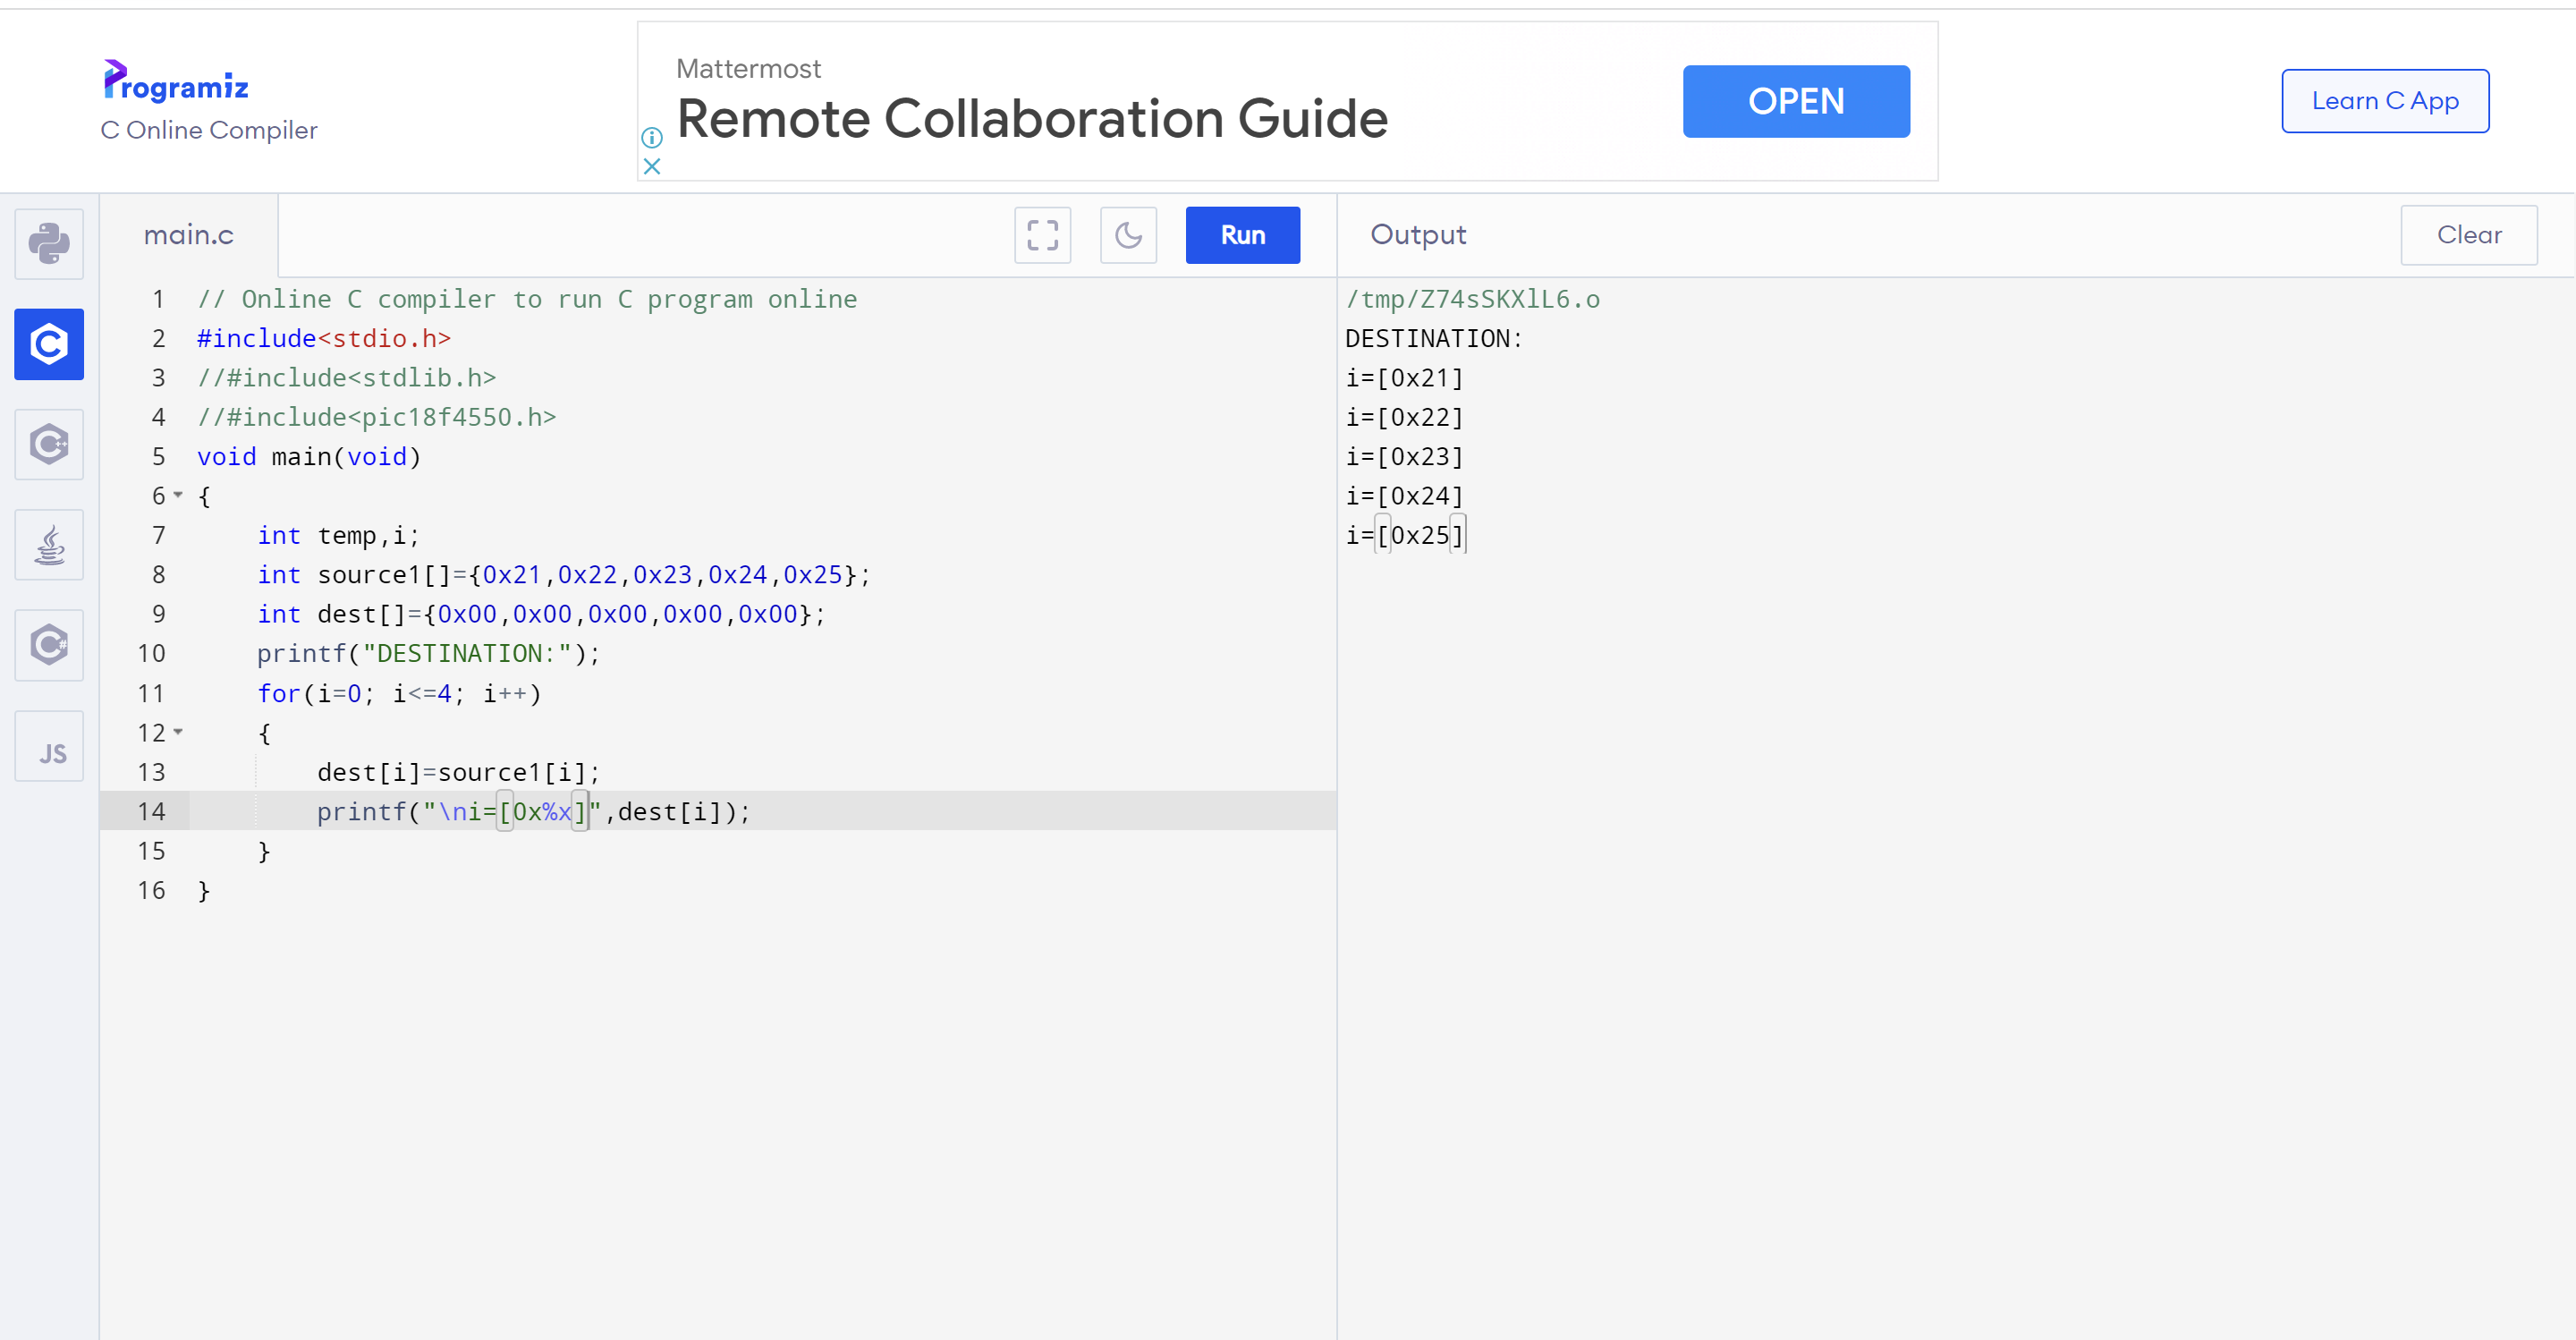 Programiz
C Online Compiler
Mattermost
Remote Collaboration Guide
OPEN
Learn C App
main.c
Run
Output
Clear
1 // Online C compiler to run C program online
2 #include<stdio.h>
3 //#include<stdlib.h>
4 //#include<pic18f4550.h>
5 void main(void)
6 {
7     int temp,i;
8     int source1[]={0x21,0x22,0x23,0x24,0x25};
9     int dest[]={0x00,0x00,0x00,0x00,0x00};
10     printf("DESTINATION:");
11     for(i=0; i<=4; i++)
12     {
13         dest[i]=source1[i];
14         printf("\ni=[0x%x]",dest[i]);
15     }
16 }
/tmp/Z74sSKXlL6.o
DESTINATION:
i=[0x21]
i=[0x22]
i=[0x23]
i=[0x24]
i=[0x25]
C
C++
C#
JS